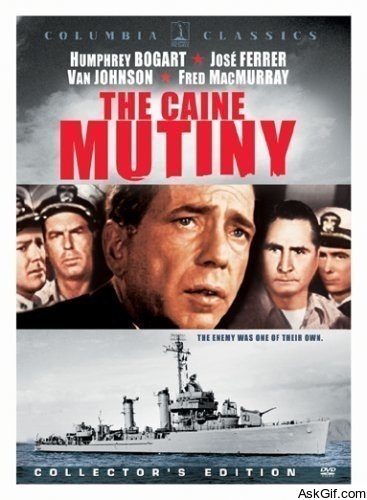 COLUMBIA CLASSICS
HUMPHREY BOGART ★ JOSÉ FERRER
VAN JOHNSON ★ FRED MACMURRAY
THE CAINE
MUTINY
THE ENEMY WAS ONE OF THEIR OWN.
COLLECTOR'S EDITION
DVD
AskGif.com